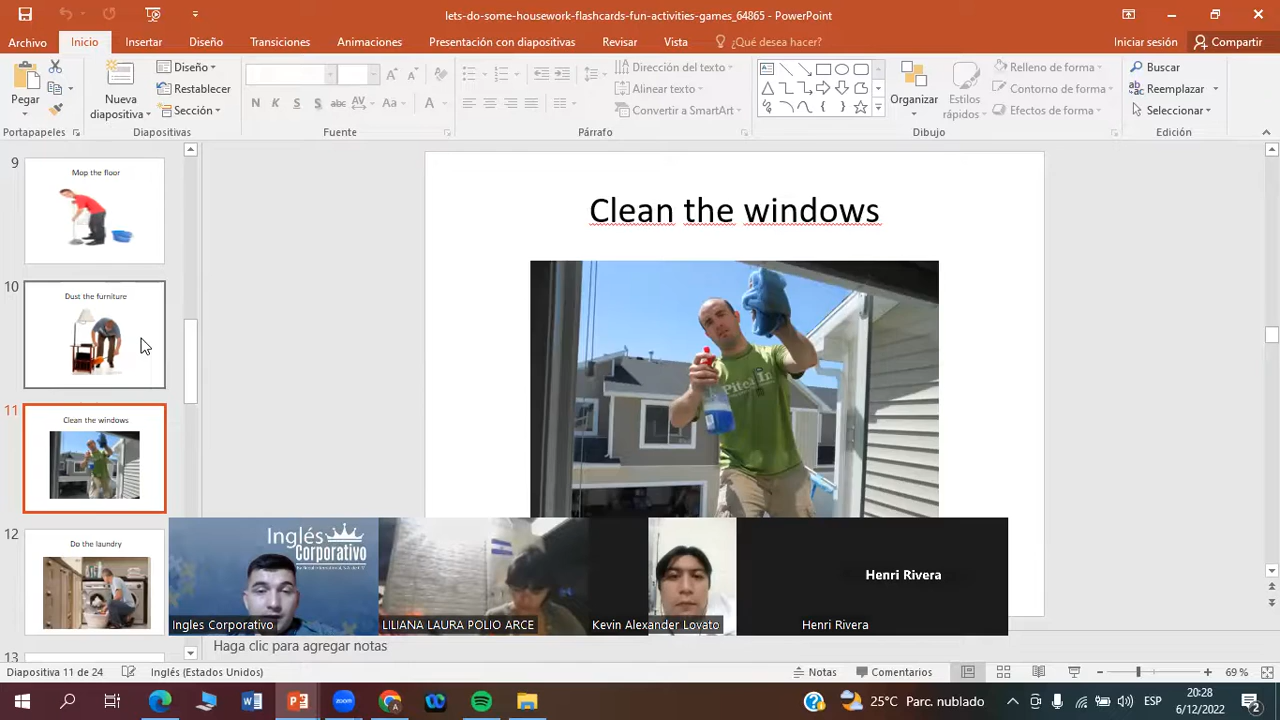 lets-do-some-housework-flashcards-fun-activities-games_64865 - PowerPoint
Archivo Inicio Insertar Diseño Transiciones Animaciones Presentación con diapositivas Revisar Vista ¿Qué desea hacer? Iniciar sesión Compartir
Pegar
Nueva diapositiva
Diseño
Restablecer
Sección
N K S S abc AV Aa A
Dirección del texto
Alinear texto
Convertir a SmartArt
Organizar
Estilos rápidos
Relleno de forma
Contorno de forma
Efectos de forma
Buscar
Reemplazar
Seleccionar
Portapapeles Diapositivas Fuente Párrafo Dibujo Edición
9
Mop the floor
10
Dust the furniture
11
Clean the windows
12
Do the laundry
13
Clean the windows
Pitch In
Inglés
Corporativo
Henri Rivera
Ingles Corporativo
LILIANA LAURA POLIO ARCE
Kevin Alexander Lovato
Henri Rivera
Haga clic para agregar notas
Diapositiva 11 de 24 Inglés (Estados Unidos) Notas Comentarios 69 %
25°C Parc. nublado ESP 20:28
6/12/2022
2